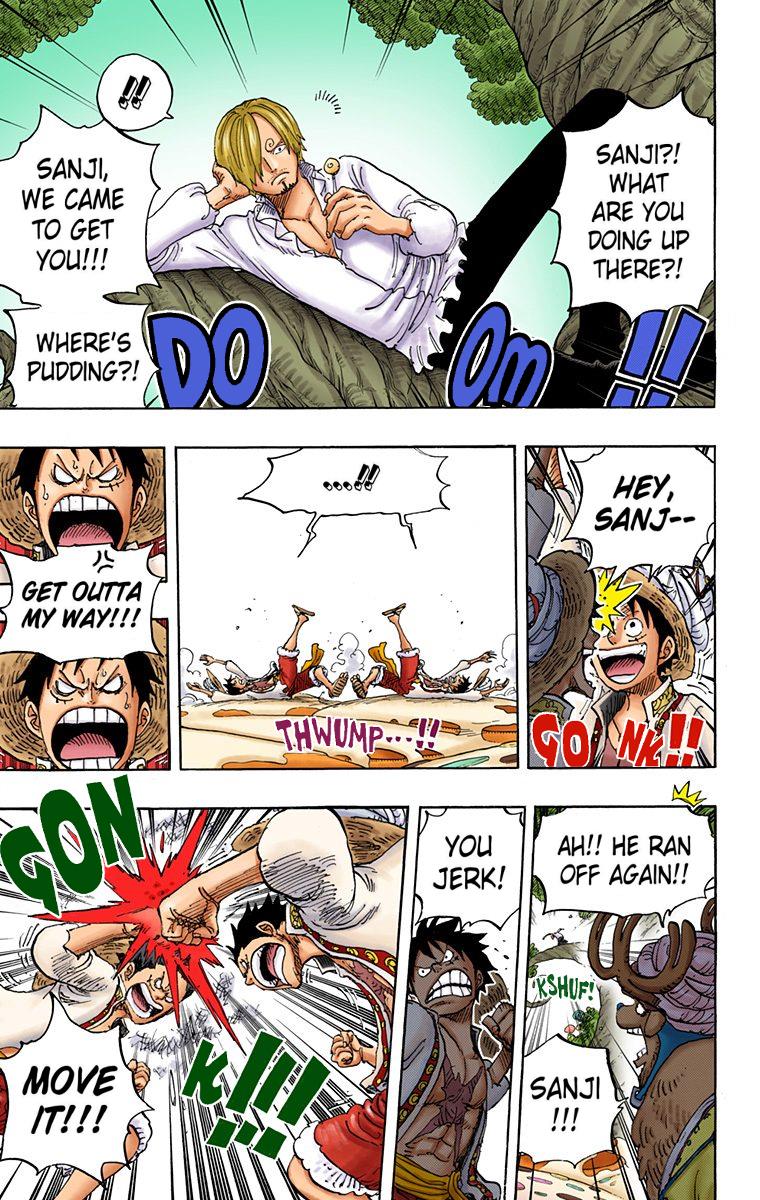 SANJI?!
WHAT
ARE YOU
DOING UP
THERE?!
!!
SANJI,
WE CAME
TO GET
YOU!!!
WHERE'S
PUDDING?!
DO
OM !!
HEY,
SANJ--
GO NK!!
...!!
THWUMP...!!
GET OUTTA
MY WAY!!!
AH!! HE RAN
OFF AGAIN!!
KSHUF!
SANJI
!!!
YOU
JERK!
GON
K!!!
MOVE
IT!!!